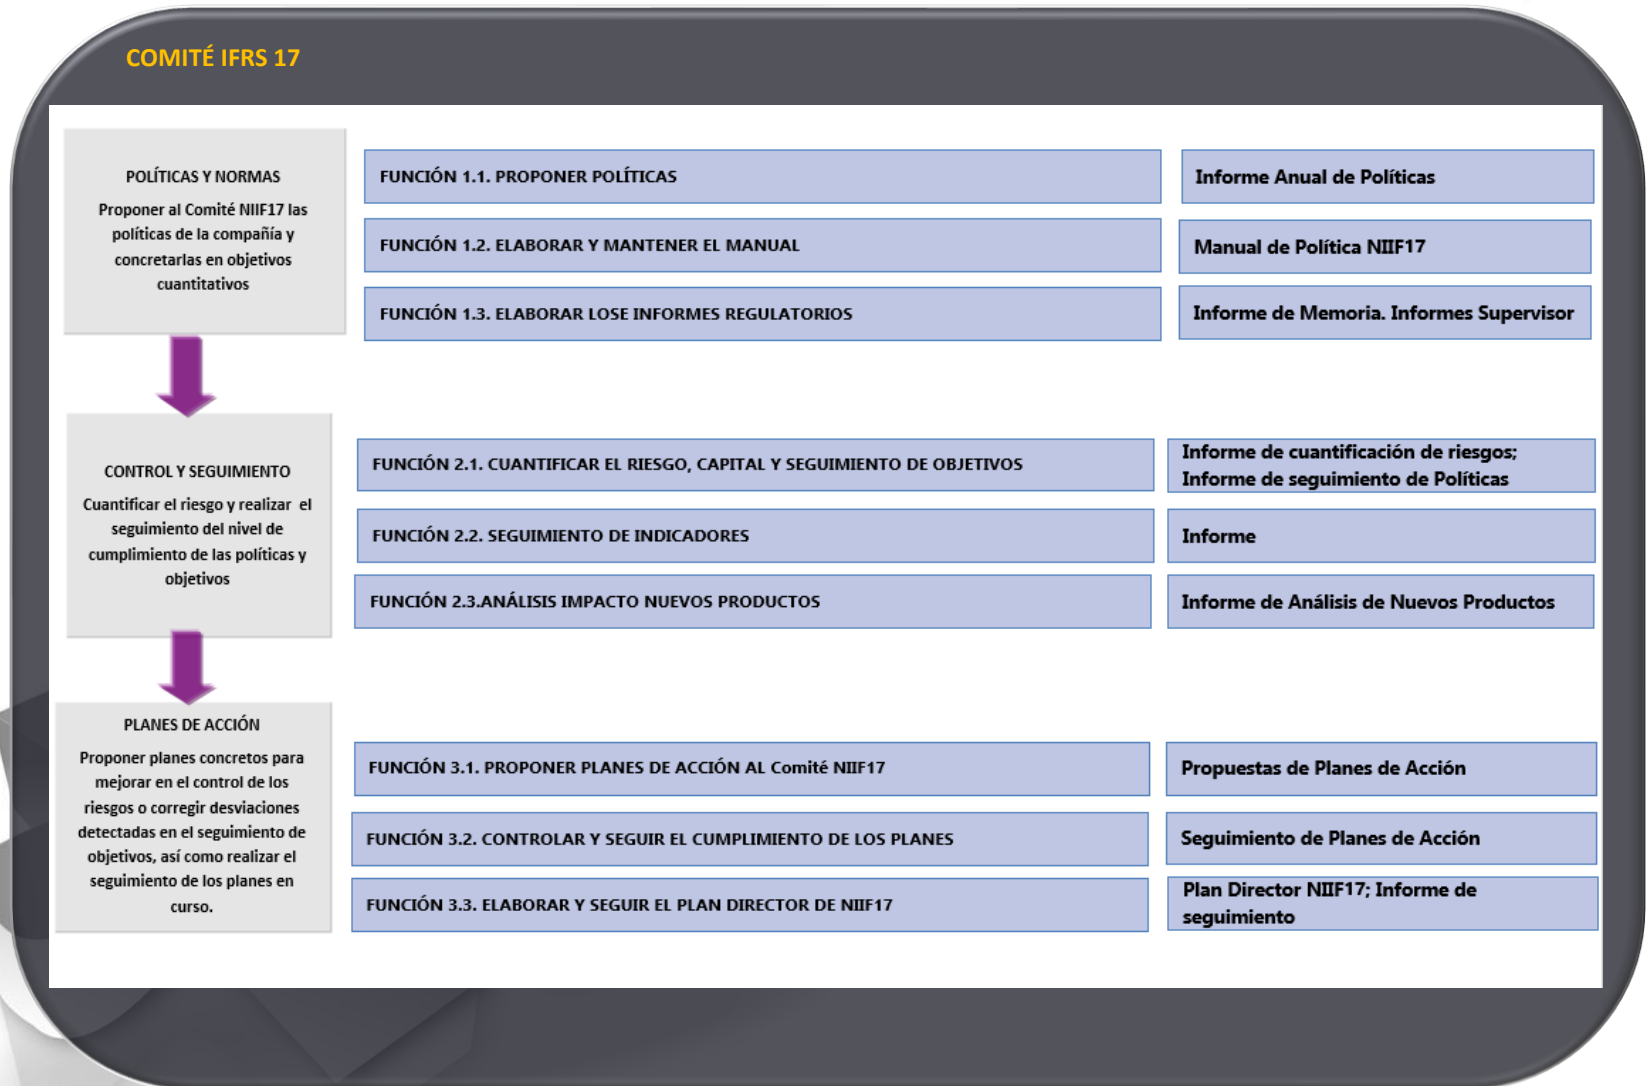 COMITÉ IFRS 17
POLÍTICAS Y NORMAS
Proponer al Comité NIIF17 las
políticas de la compañía y
concretarlas en objetivos
cuantitativos
FUNCIÓN 1.1. PROPONER POLÍTICAS
Informe Anual de Políticas
FUNCIÓN 1.2. ELABORAR Y MANTENER EL MANUAL
Manual de Política NIIF17
FUNCIÓN 1.3. ELABORAR LOSE INFORMES REGULATORIOS
Informe de Memoria. Informes Supervisor
CONTROL Y SEGUIMIENTO
Cuantificar el riesgo y realizar el
seguimiento del nivel de
cumplimiento de las políticas y
objetivos
FUNCIÓN 2.1. CUANTIFICAR EL RIESGO, CAPITAL Y SEGUIMIENTO DE OBJETIVOS
Informe de cuantificación de riesgos;
Informe de seguimiento de Políticas
FUNCIÓN 2.2. SEGUIMIENTO DE INDICADORES
Informe
FUNCIÓN 2.3.ANÁLISIS IMPACTO NUEVOS PRODUCTOS
Informe de Análisis de Nuevos Productos
PLANES DE ACCIÓN
Proponer planes concretos para
mejorar en el control de los
riesgos o corregir desviaciones
detectadas en el seguimiento de
objetivos, así como realizar el
seguimiento de los planes en
curso.
FUNCIÓN 3.1. PROPONER PLANES DE ACCIÓN AL Comité NIIF17
Propuestas de Planes de Acción
FUNCIÓN 3.2. CONTROLAR Y SEGUIR EL CUMPLIMIENTO DE LOS PLANES
Seguimiento de Planes de Acción
FUNCIÓN 3.3. ELABORAR Y SEGUIR EL PLAN DIRECTOR DE NIIF17
Plan Director NIIF17; Informe de
seguimiento